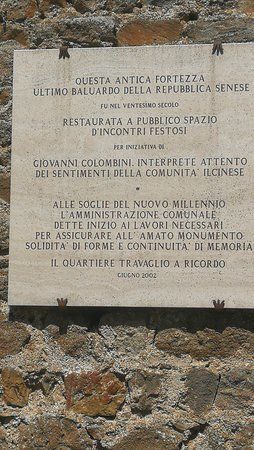 QUESTA ANTICA FORTEZZA
ULTIMO BALUARDO DELLA REPUBBLICA SENESE
FU NEL VENTESIMO SECOLO
RESTAURATA A PUBBLICO SPAZIO
D'INCONTRI FESTOSI
PER INIZIATIVA DI
GIOVANNI COLOMBINI, INTERPRETE ATTENTO
DEI SENTIMENTI DELLA COMUNITA' ILCINESE
•
ALLE SOGLIE DEL NUOVO MILLENNIO
L'AMMINISTRAZIONE COMUNALE
DETTE INIZIO AI LAVORI NECESSARI
PER ASSICURARE ALL'AMATO MONUMENTO
SOLIDITA' DI FORME E CONTINUITA' DI MEMORIA
IL QUARTIERE TRAVAGLIO A RICORDO
GIUGNO 2002